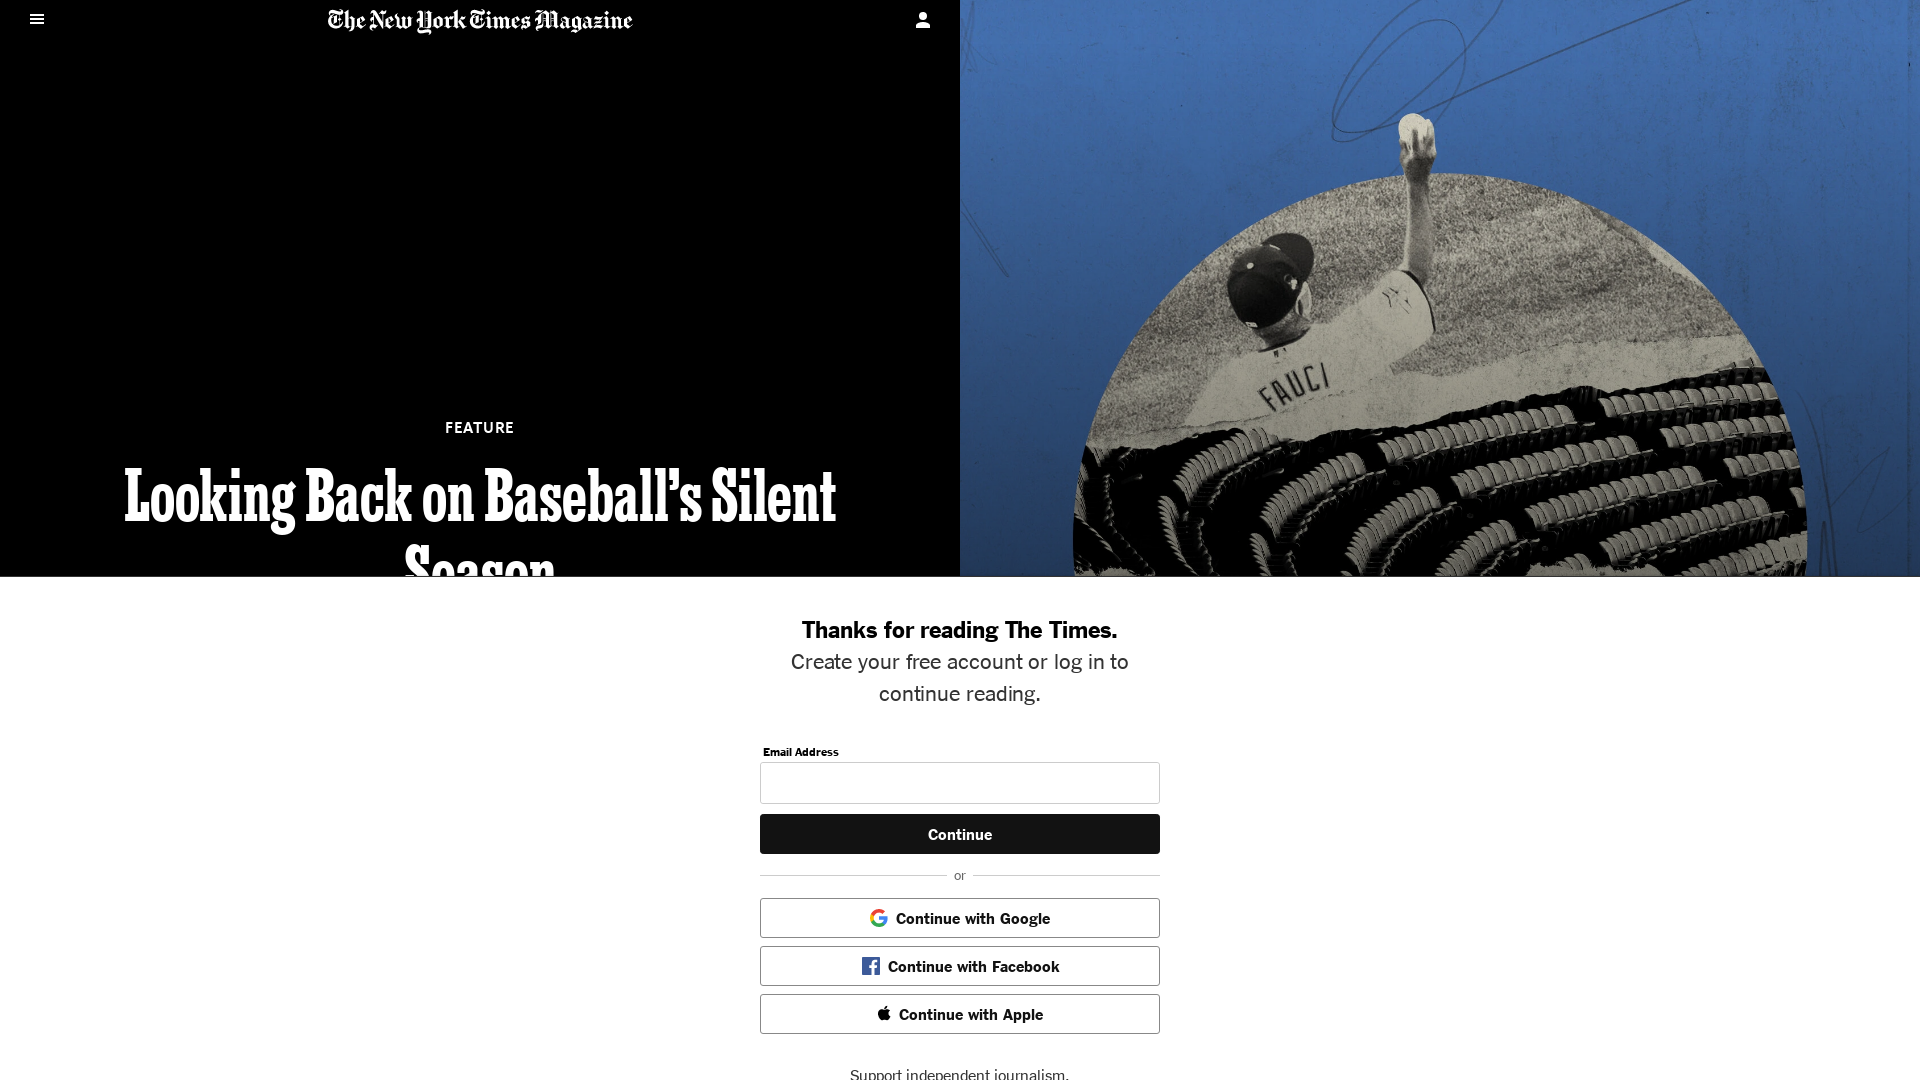 The New York Times Magazine
FEATURE
Looking Back on Baseball’s Silent
Season
FAUCI
Thanks for reading The Times.
Create your free account or log in to
continue reading.
Email Address
Continue
or
Continue with Google
Continue with Facebook
Continue with Apple
Support independent journalism.